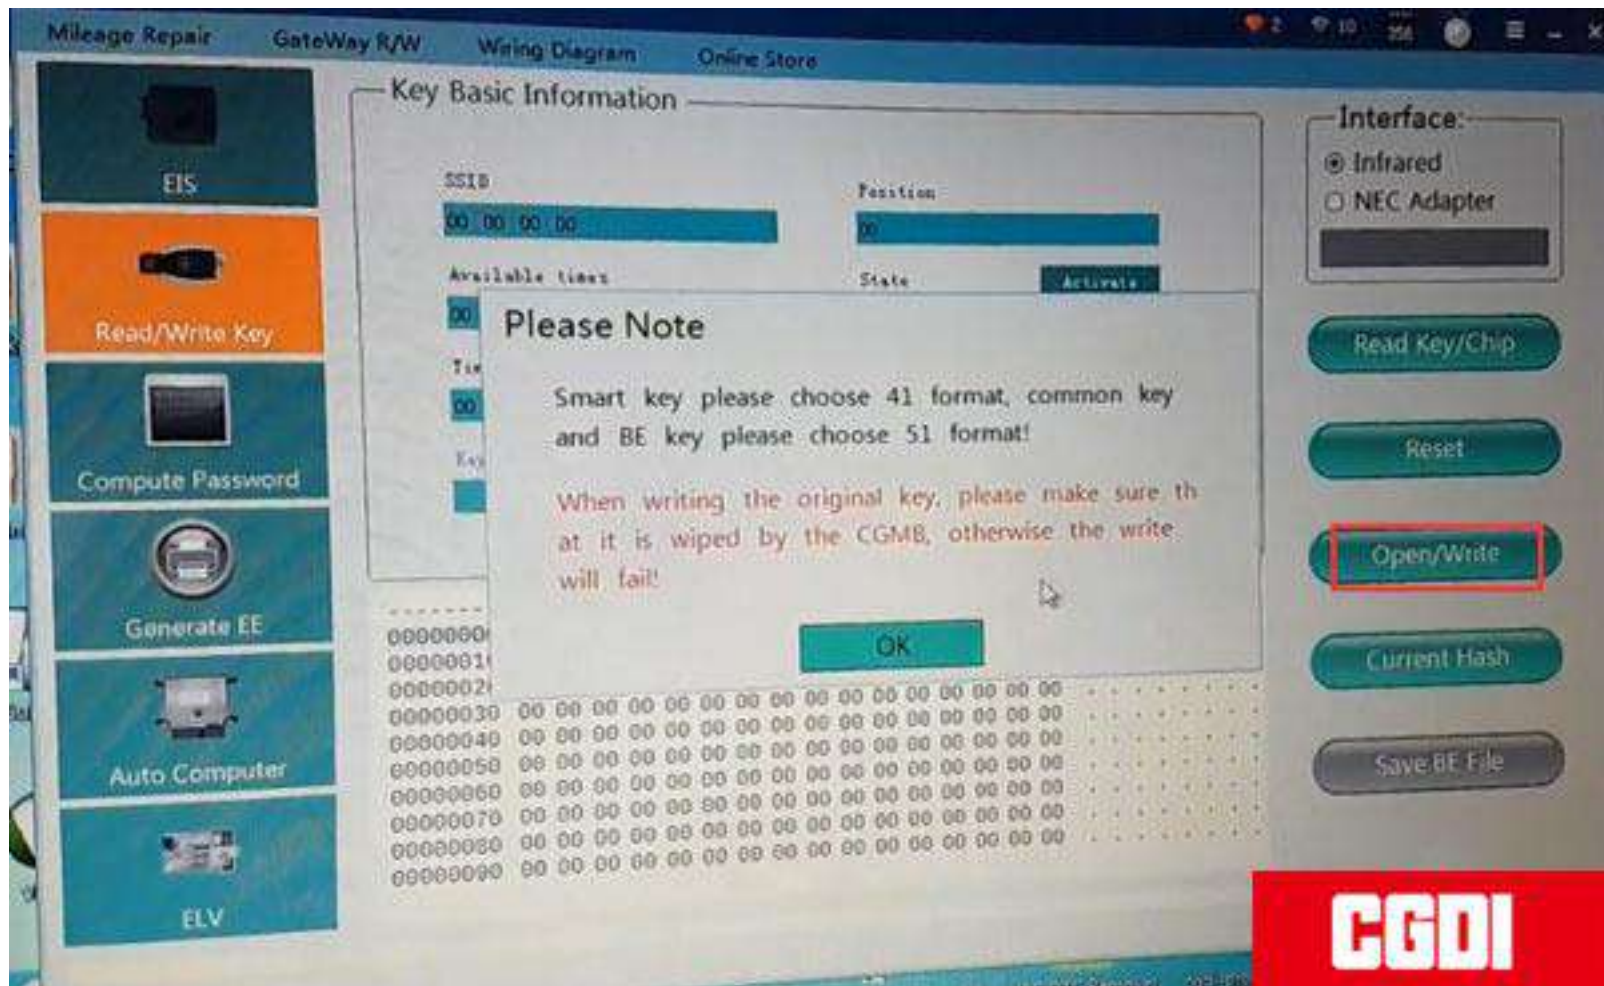 Mileage Repair GateWay R/W Wiring Diagram Online Store
2 10
EIS
Read/Write Key
Compute Password
Generate EE
Auto Computer
ELV
Key Basic Information
SSID Position
00 00 00 00 00
Available times State Activate
00
00
Please Note
Smart key please choose 41 format, common key
and BE key please choose 51 format!
When writing the original key, please make sure th
at it is wiped by the CGMB, otherwise the write
will fail!
OK
00000030 00 00 00 00 00 00 00 00 00 00 00 00 00 00 00 00
00000040 00 00 00 00 00 00 00 00 00 00 00 00 00 00 00 00
00000050 00 00 00 00 00 00 00 00 00 00 00 00 00 00 00 00
00000060 00 00 00 00 00 00 00 00 00 00 00 00 00 00 00 00
00000070 00 00 00 00 00 00 00 00 00 00 00 00 00 00 00 00
00000080 00 00 00 00 00 00 00 00 00 00 00 00 00 00 00 00
00000090 00 00 00 00 00 00 00 00 00 00 00 00 00 00 00 00
Interface:
Infrared
NEC Adapter
Read Key/Chip
Reset
Open/Write
Current Hash
Save BE File
CGDI